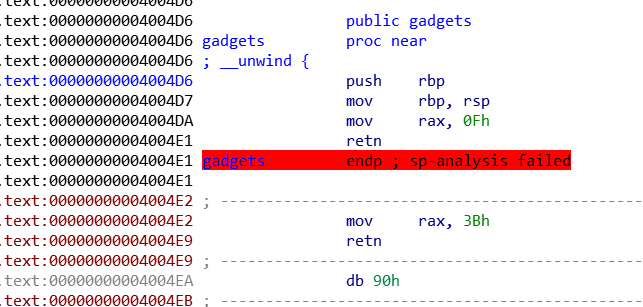 .text:00000000004004D6
.text:00000000004004D6 public gadgets
.text:00000000004004D6 gadgets proc near
.text:00000000004004D6 ; __unwind {
.text:00000000004004D6 push rbp
.text:00000000004004D7 mov rbp, rsp
.text:00000000004004DA mov rax, 0Fh
.text:00000000004004E1 retn
.text:00000000004004E1 gadgets endp ; sp-analysis failed
.text:00000000004004E1
.text:00000000004004E2 ; ---------------------------------------------
.text:00000000004004E2 mov rax, 3Bh
.text:00000000004004E9 retn
.text:00000000004004E9 ; ---------------------------------------------
.text:00000000004004EA db 90h
.text:00000000004004EB ; ---------------------------------------------